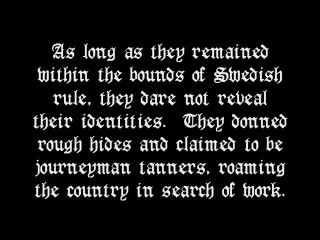 As long as they remained
within the bounds of Swedish
rule, they dare not reveal
their identities.  They donned
rough hides and claimed to be
journeyman tanners, roaming
the country in search of work.